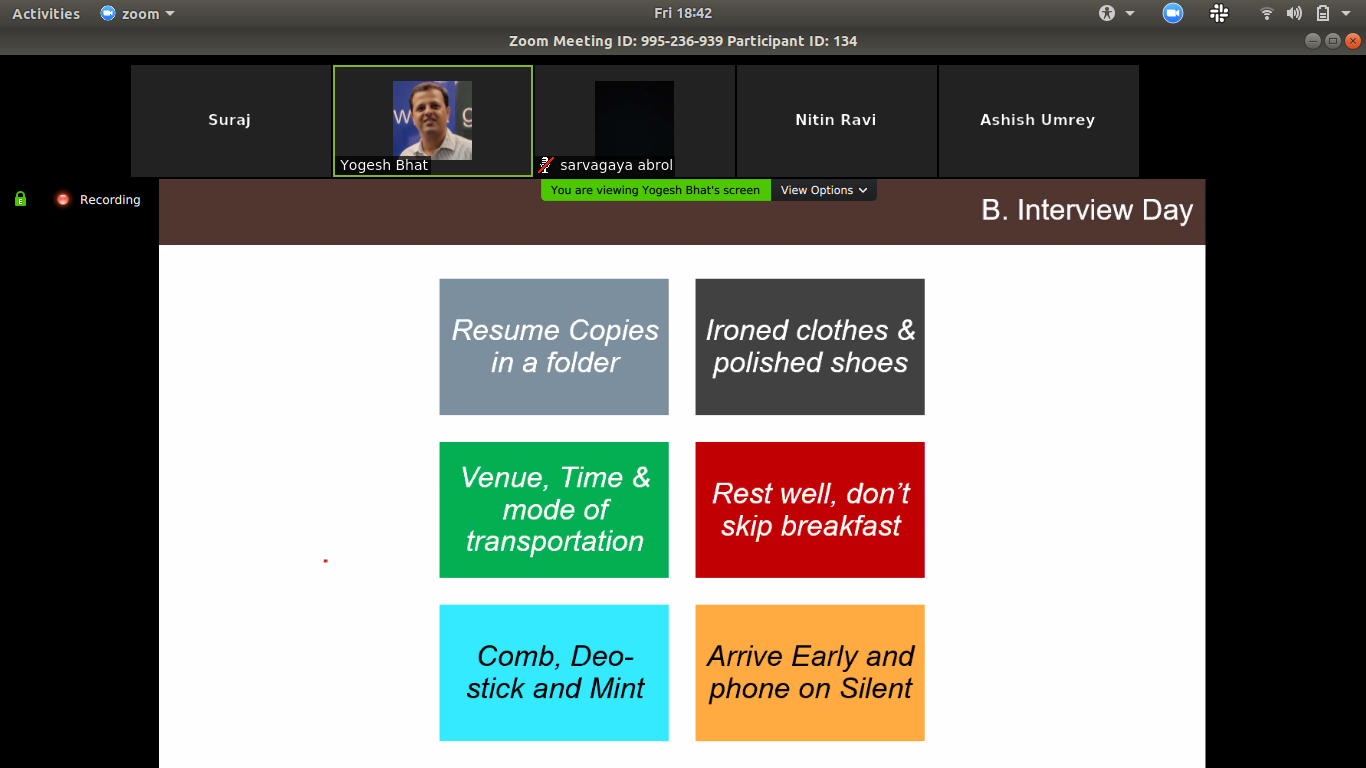 Activities zoom Fri 18:42
Zoom Meeting ID: 995-236-939 Participant ID: 134
Suraj
Yogesh Bhat
sarvagaya abrol
Nitin Ravi
Ashish Umrey
Recording
You are viewing Yogesh Bhat's screen View Options
B. Interview Day
Resume Copies
in a folder
Ironed clothes &
polished shoes
Venue, Time &
mode of
transportation
Rest well, don’t
skip breakfast
Comb, Deo-
stick and Mint
Arrive Early and
phone on Silent